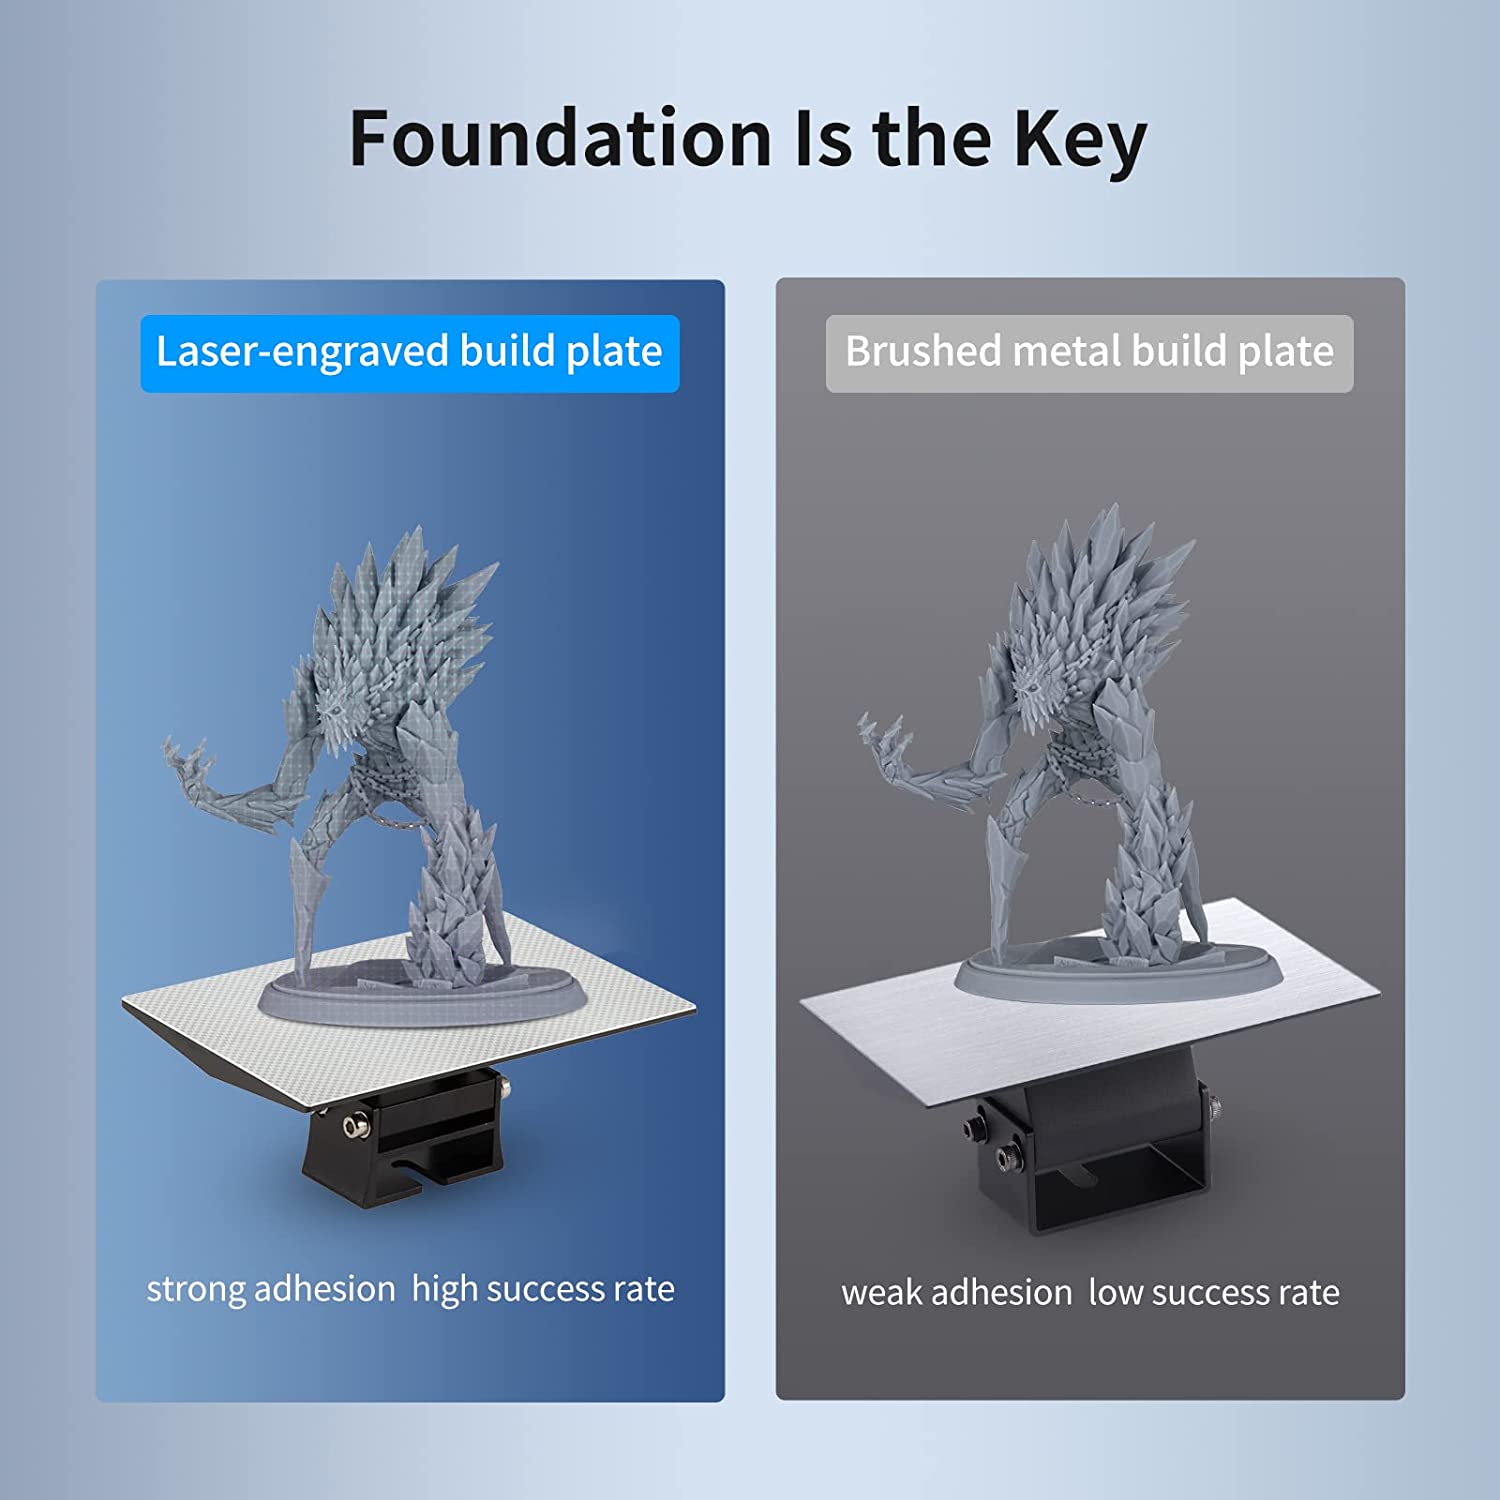 Foundation Is the Key
Laser-engraved build plate
Brushed metal build plate
strong adhesion  high success rate
weak adhesion  low success rate